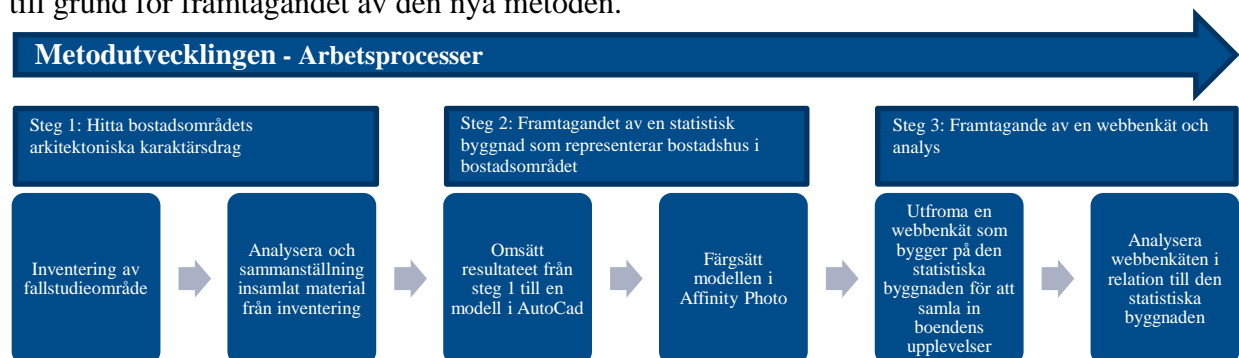 till grund för framtagandet av den nya metoden.
Metodutvecklingen - Arbetsprocesser
Steg 1: Hitta bostadsområdets
arkitektoniska karaktärsdrag
Steg 2: Framtagandet av en statistisk
byggnad som representerar bostadshus i
bostadsområdet
Steg 3: Framtagande av en webbenkät och
analys
Inventering av
fallstudieområde
Analysera och
sammanställning
insamlat material
från inventering
Omsätt
resultateet från
steg 1 till en
modell i AutoCad
Färgsätt
modellen i
Affinity Photo
Utfroma en
webbenkät som
bygger på den
statistiska
byggnaden för att
samla in
boendens
upplevelser
Analysera
webbenkäten i
relation till den
statistiska
byggnaden